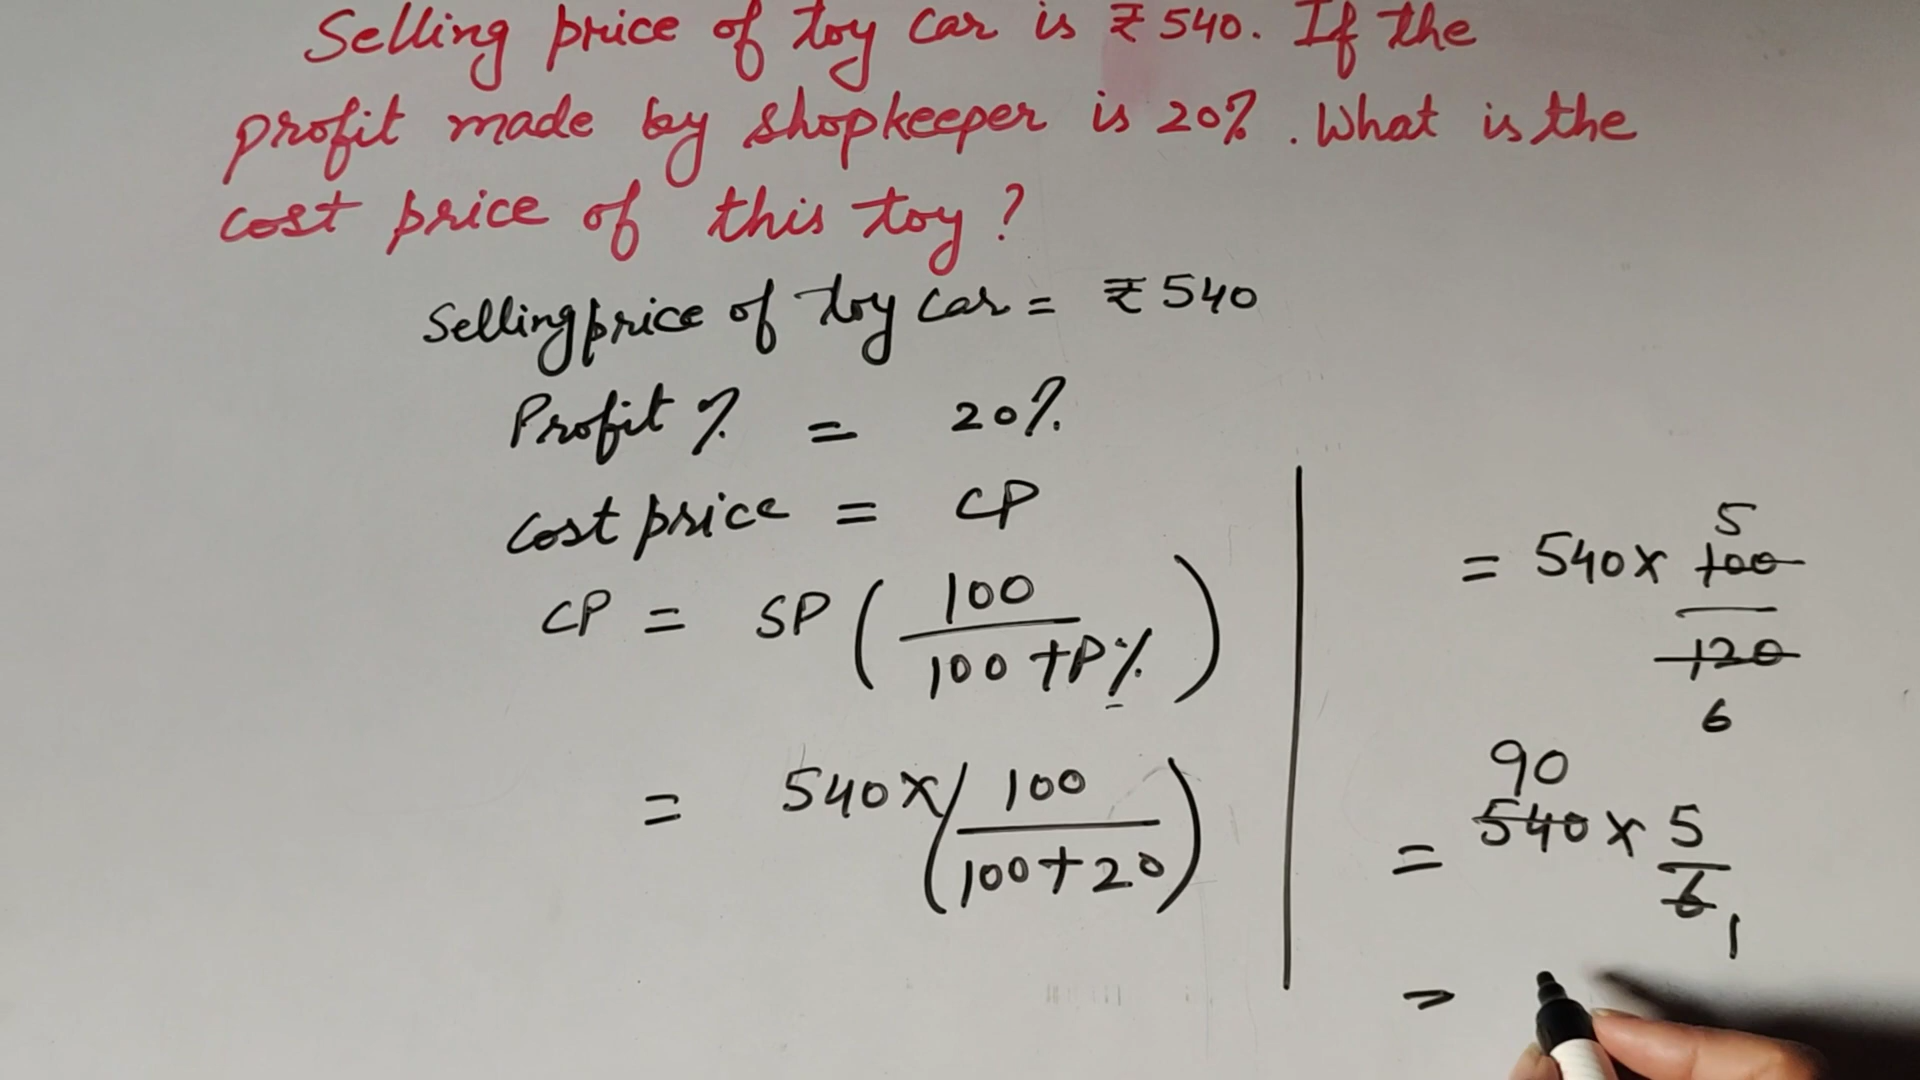 Selling price of toy car is ₹540. If the
profit made by shopkeeper is 20%. What is the
cost price of this toy?
Selling price of toy car = ₹540
Profit % = 20%
Cost price = CP
CP = SP ( 100 / 100+P% )
= 540 × ( 100 / 100+20 )
5
= 540 × 100
120
6
90
= 540 × 5
6 1
=